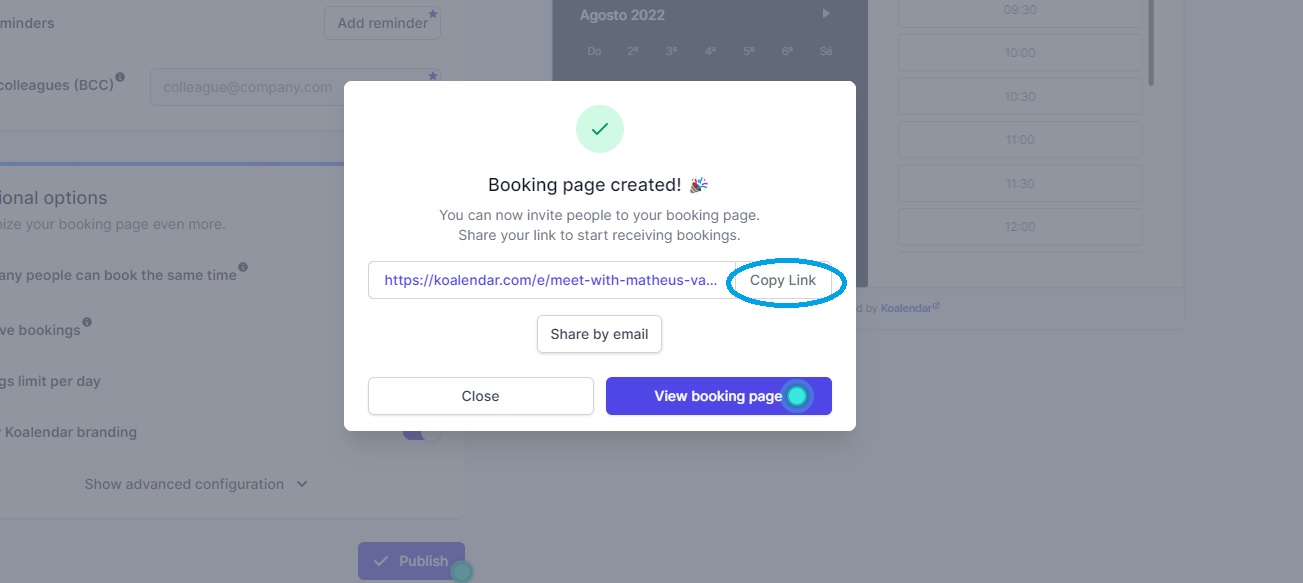 minders
Add reminder
colleagues (BCC)
colleague@company.com
ional options
nize your booking page even more.
any people can book the same time
ve bookings
gs limit per day
Koalendar branding
Show advanced configuration
Publish
Agosto 2022
Do 2ª 3ª 4ª 5ª 6ª Sá
09:30
10:00
10:30
11:00
11:30
12:00
d by Koalendar
Booking page created!
You can now invite people to your booking page.
Share your link to start receiving bookings.
https://koalendar.com/e/meet-with-matheus-va...
Copy Link
Share by email
Close
View booking page